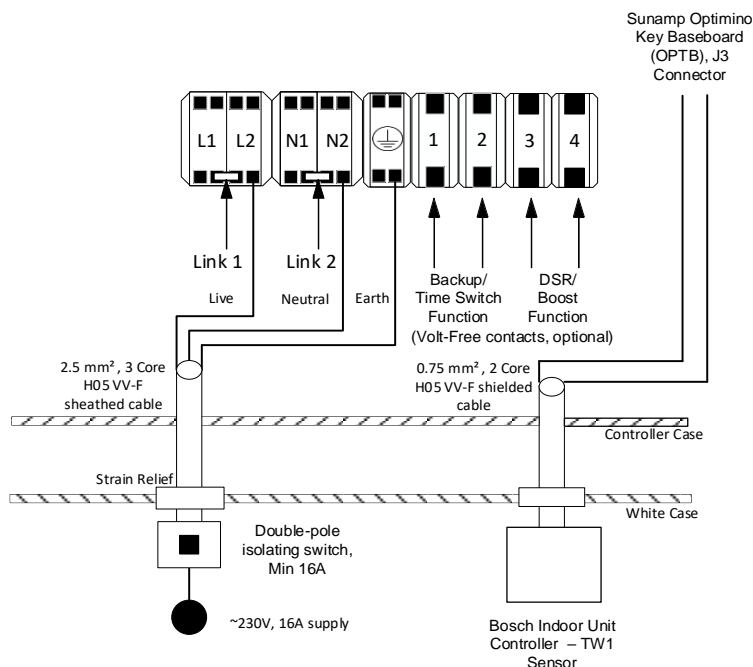 Sunamp Optimino
Key Baseboard
(OPTB), J3
Connector
L1 L2 N1 N2 1 2 3 4
Link 1
Link 2
Live
Neutral
Earth
Backup/
Time Switch
Function
(Volt-Free contacts, optional)
DSR/
Boost
Function
2.5 mm², 3 Core
H05 VV-F
sheathed cable
0.75 mm², 2 Core
H05 VV-F shielded
cable
Controller Case
Strain Relief
White Case
Double-pole
isolating switch,
Min 16A
~230V, 16A supply
Bosch Indoor Unit
Controller – TW1
Sensor